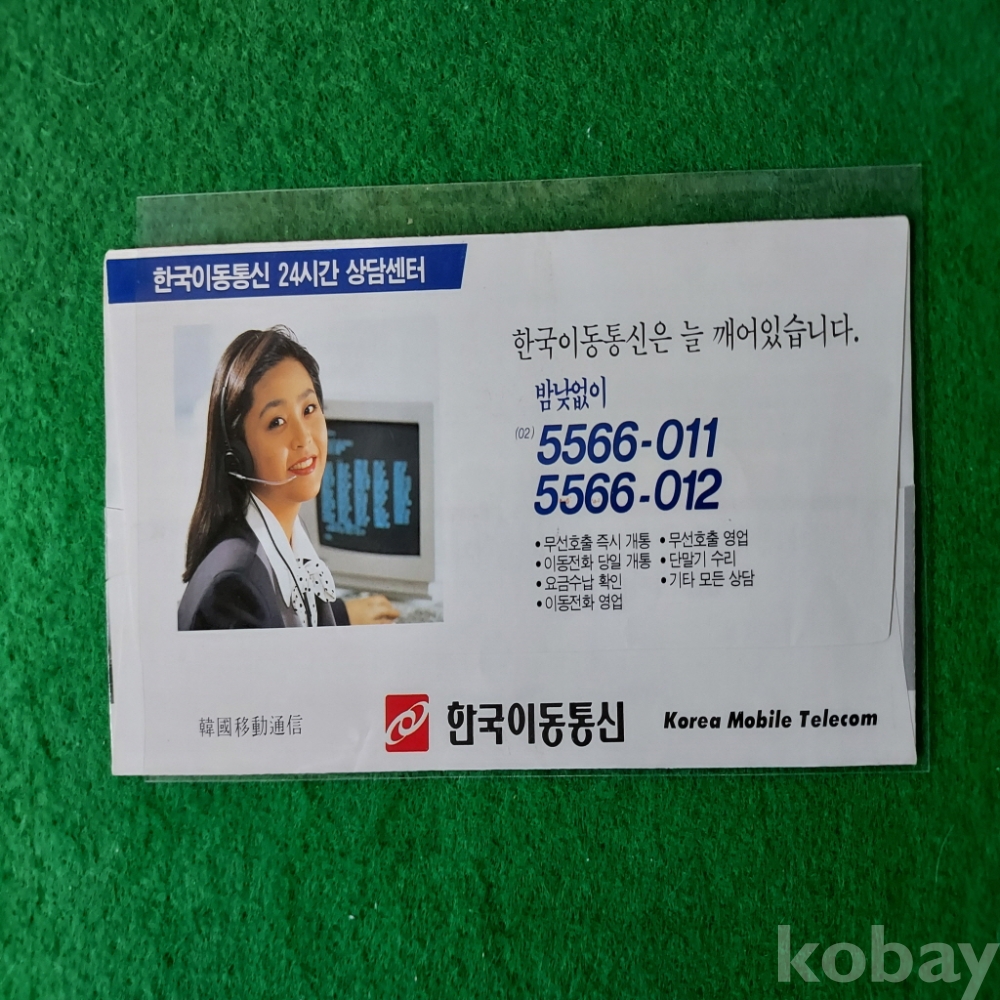 한국이동통신 24시간 상담센터
한국이동통신은 늘 깨어있습니다.
밤낮없이
(02) 5566-011
5566-012
• 무선호출 즉시 개통 • 무선호출 영업
• 이동전화 당일 개통 • 단말기 수리
• 요금수납 확인 • 기타 모든 상담
• 이동전화 영업
韓國移動通信 한국이동통신 Korea Mobile Telecom
kobay